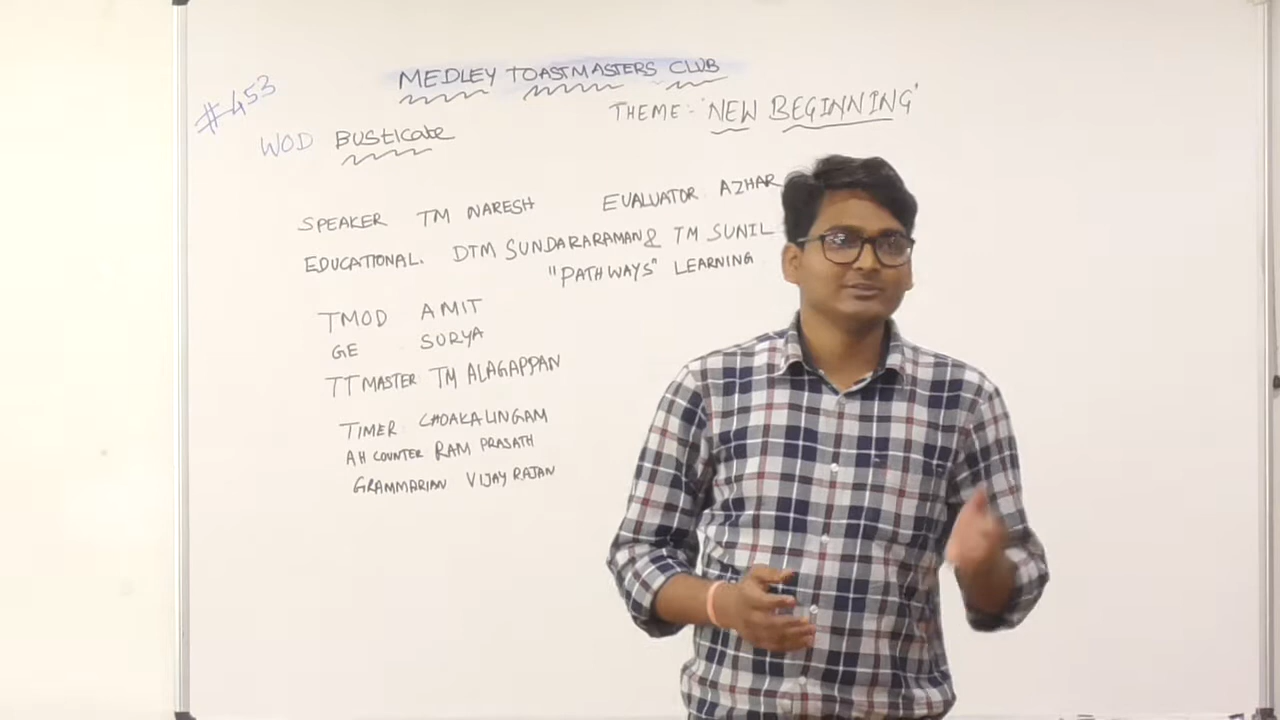 MEDLEY TOASTMASTERS CLUB
#453
THEME:- 'NEW BEGINNING'
WOD BUSTICATE
SPEAKER TM NARESH EVALUATOR AZHAR
EDUCATIONAL. DTM SUNDARARAMAN & TM SUNIL
"PATHWAYS" LEARNING
TMOD AMIT
GE SURYA
TT MASTER TM ALAGAPPAN
TIMER CHOAKALINGAM
AH COUNTER RAM PRASATH
GRAMMARIAN VIJAY RAJAN